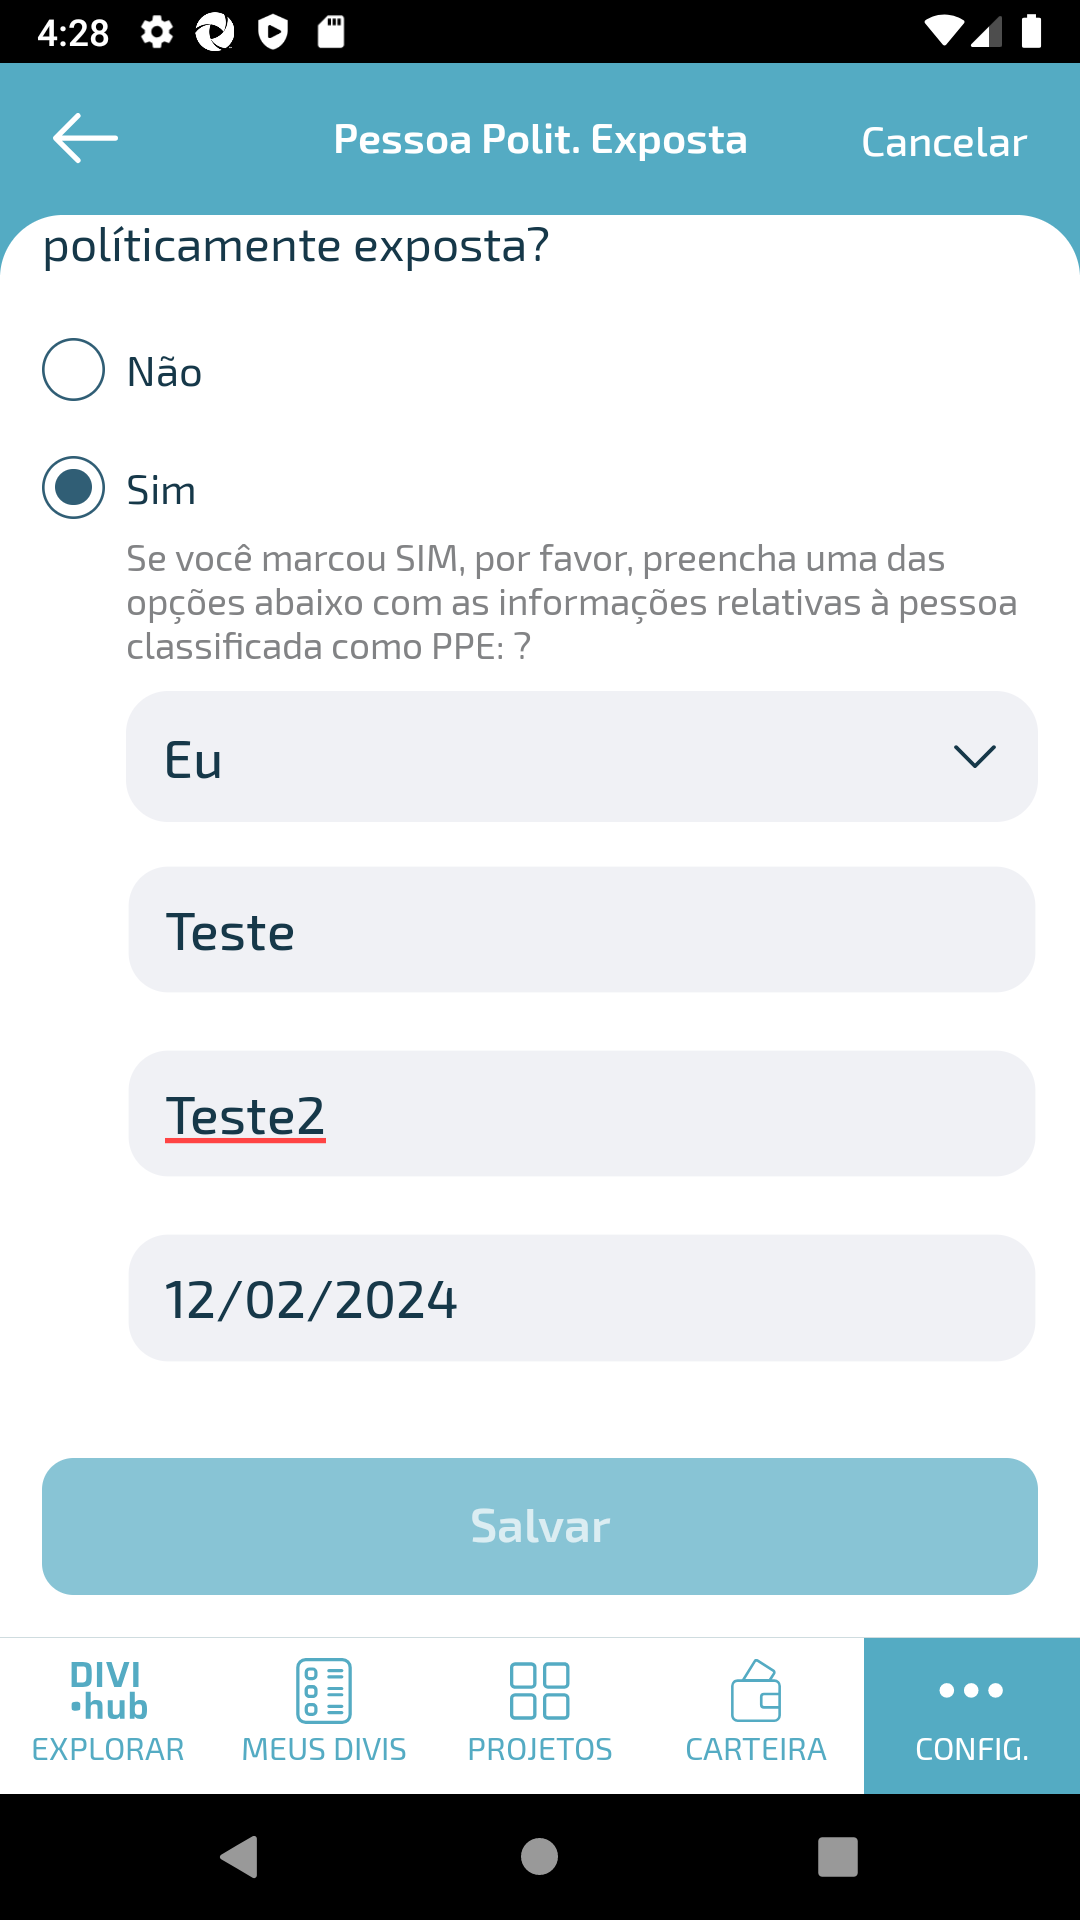 4:28
Pessoa Polit. Exposta
Cancelar
políticamente exposta?
Não
Sim
Se você marcou SIM, por favor, preencha uma das
opções abaixo com as informações relativas à pessoa
classificada como PPE: ?
Eu
Teste
Teste2
12/02/2024
Salvar
DIVI
•hub
EXPLORAR
MEUS DIVIS
PROJETOS
CARTEIRA
CONFIG.